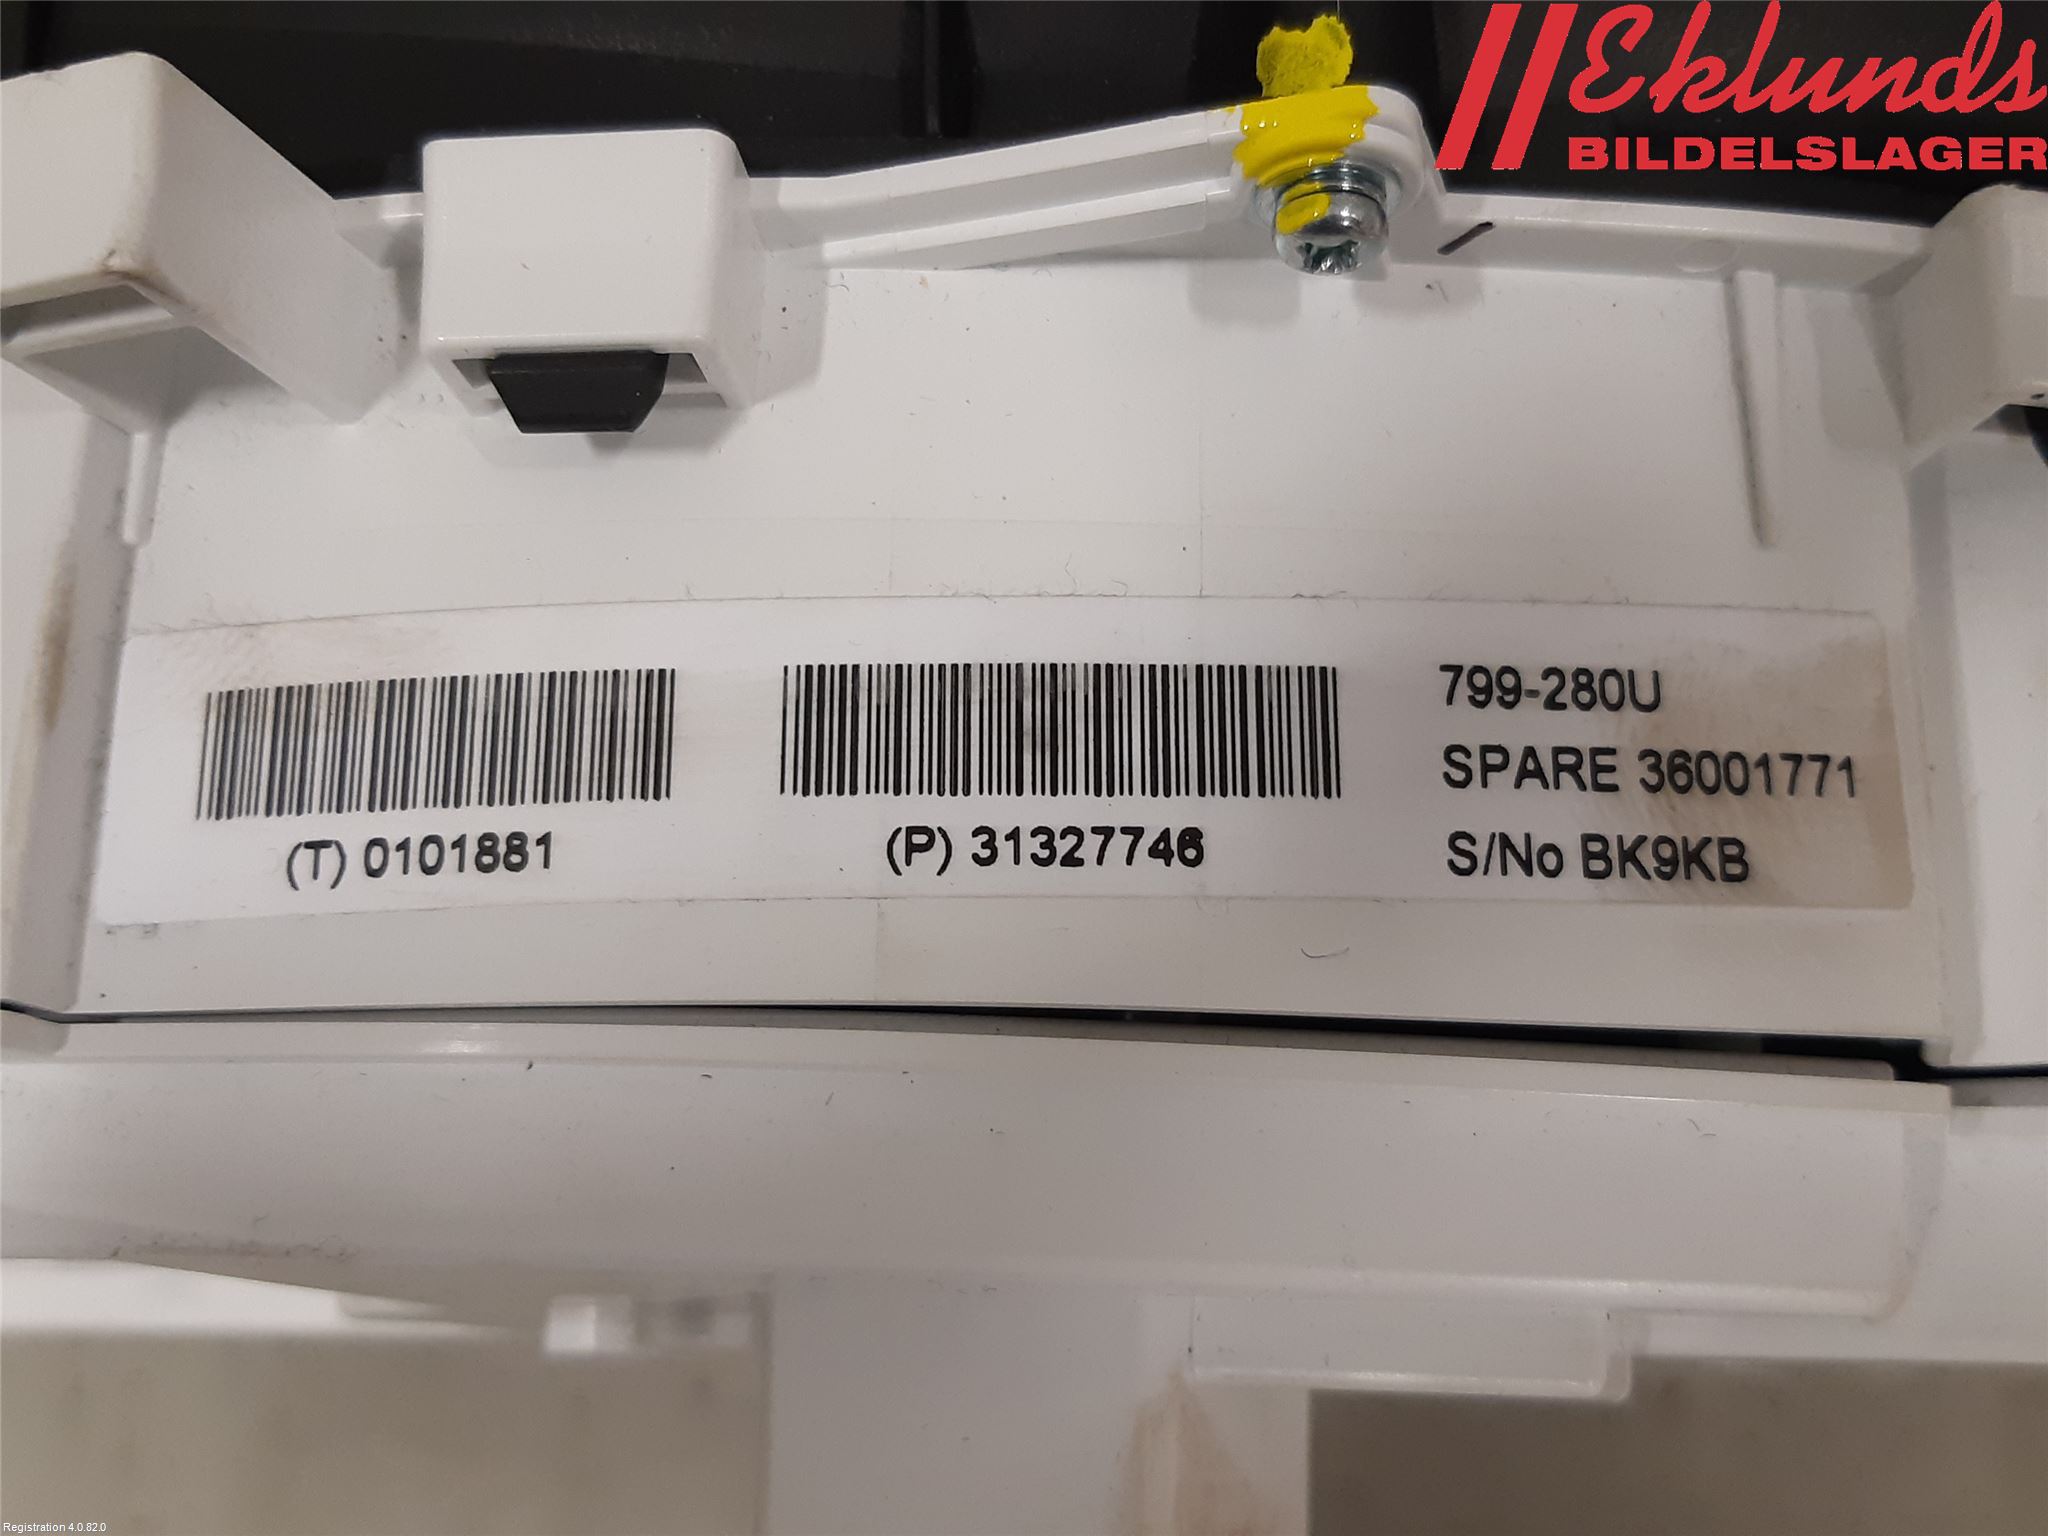 Eklunds
BILDELSLAGER
799-280U
SPARE 36001771
S/No BK9KB
(T) 0101881
(P) 31327746
Registration 4.0.82.0